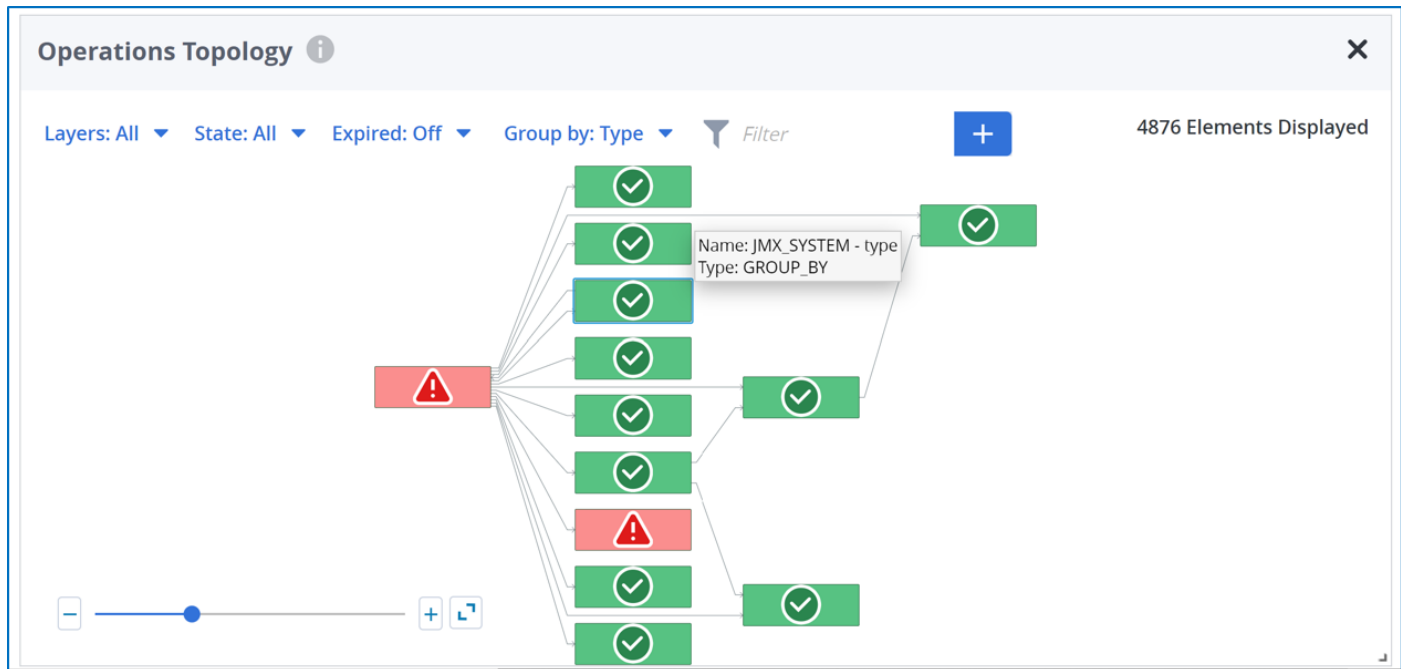 Operations Topology
Layers: All State: All Expired: Off Group by: Type Filter + 4876 Elements Displayed
Name: JMX_SYSTEM - type
Type: GROUP_BY